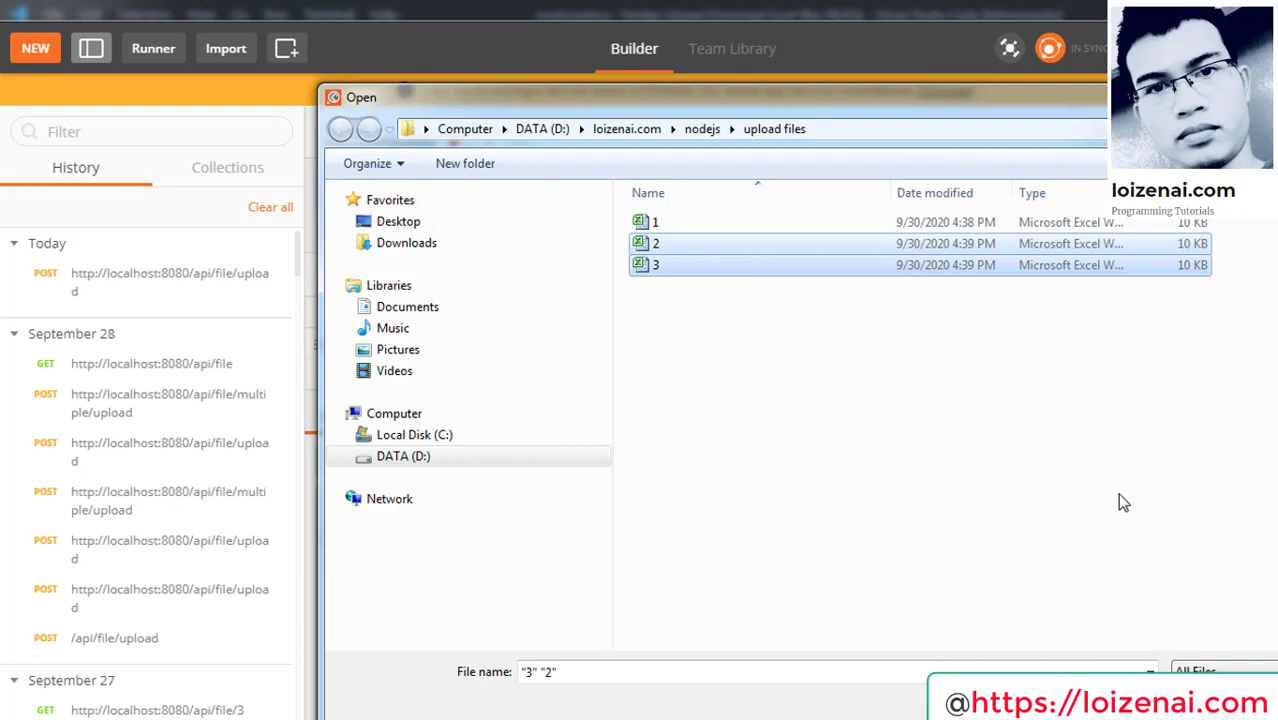 NEW
Runner
Import
Builder
Team Library
IN SYNC
Filter
History
Collections
Clear all
Today
POST http://localhost:8080/api/file/uploa
d
September 28
GET http://localhost:8080/api/file
POST http://localhost:8080/api/file/multi
ple/upload
POST http://localhost:8080/api/file/uploa
d
POST http://localhost:8080/api/file/multi
ple/upload
POST http://localhost:8080/api/file/uploa
d
POST http://localhost:8080/api/file/uploa
d
POST /api/file/upload
September 27
POST http://localhost:8080/api/file/3
Open
Computer DATA (D:) loizenai.com nodejs upload files
Organize
New folder
Favorites
Desktop
Downloads
Libraries
Documents
Music
Pictures
Videos
Computer
Local Disk (C:)
DATA (D:)
Network
Name Date modified Type
1 9/30/2020 4:38 PM Microsoft Excel W... 10 KB
2 9/30/2020 4:39 PM Microsoft Excel W... 10 KB
3 9/30/2020 4:39 PM Microsoft Excel W... 10 KB
File name: "3" "2"
All Files
loizenai.com
Programming Tutorials
@https://loizenai.com